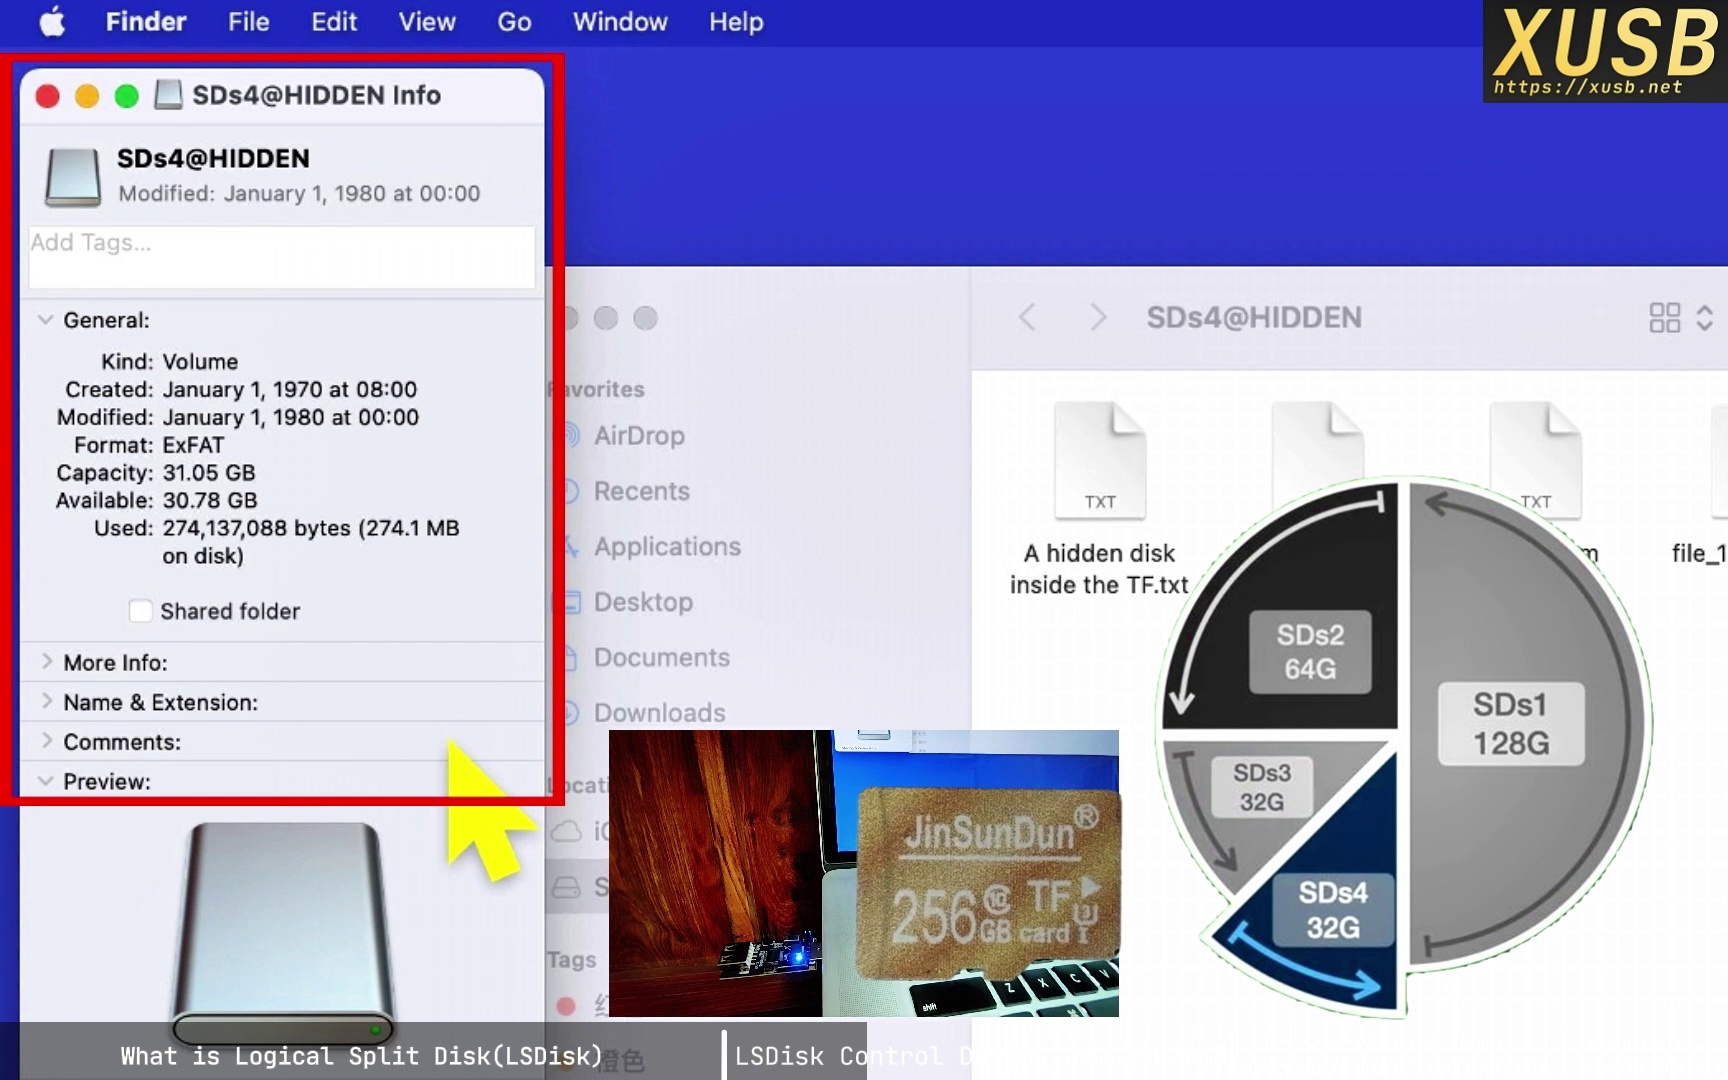 Finder File Edit View Go Window Help
XUSB
https://xusb.net
SDs4@HIDDEN Info
SDs4@HIDDEN
Modified: January 1, 1980 at 00:00
Add Tags...
General:
Kind: Volume
Created: January 1, 1970 at 08:00
Modified: January 1, 1980 at 00:00
Format: ExFAT
Capacity: 31.05 GB
Available: 30.78 GB
Used: 274,137,088 bytes (274.1 MB
on disk)
Shared folder
More Info:
Name & Extension:
Comments:
Preview:
Favorites
AirDrop
Recents
Applications
Desktop
Documents
Downloads
Tags
橙色
SDs4@HIDDEN
TXT
TXT
A hidden disk
inside the TF.txt
file_1
SDs2
64G
SDs1
128G
SDs3
32G
SDs4
32G
JinSunDun®
256GB TF card
shift Z X C V
What is Logical Split Disk(LSDisk)
LSDisk Control D